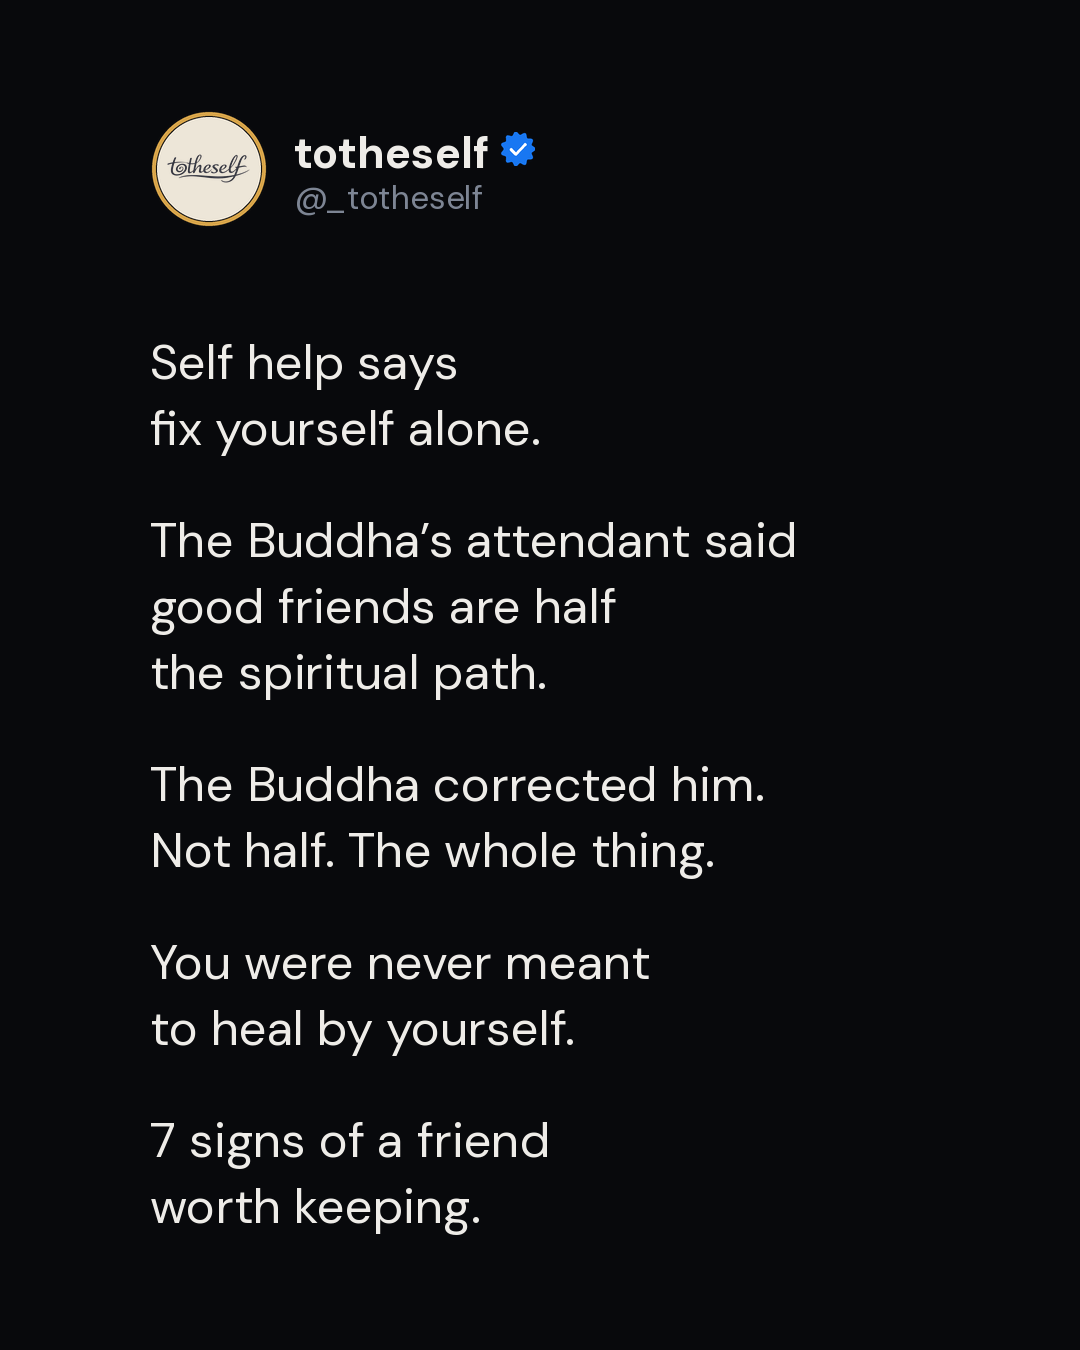 totheself
totheself
@_totheself
Self help says
fix yourself alone.
The Buddha’s attendant said
good friends are half
the spiritual path.
The Buddha corrected him.
Not half. The whole thing.
You were never meant
to heal by yourself.
7 signs of a friend
worth keeping.